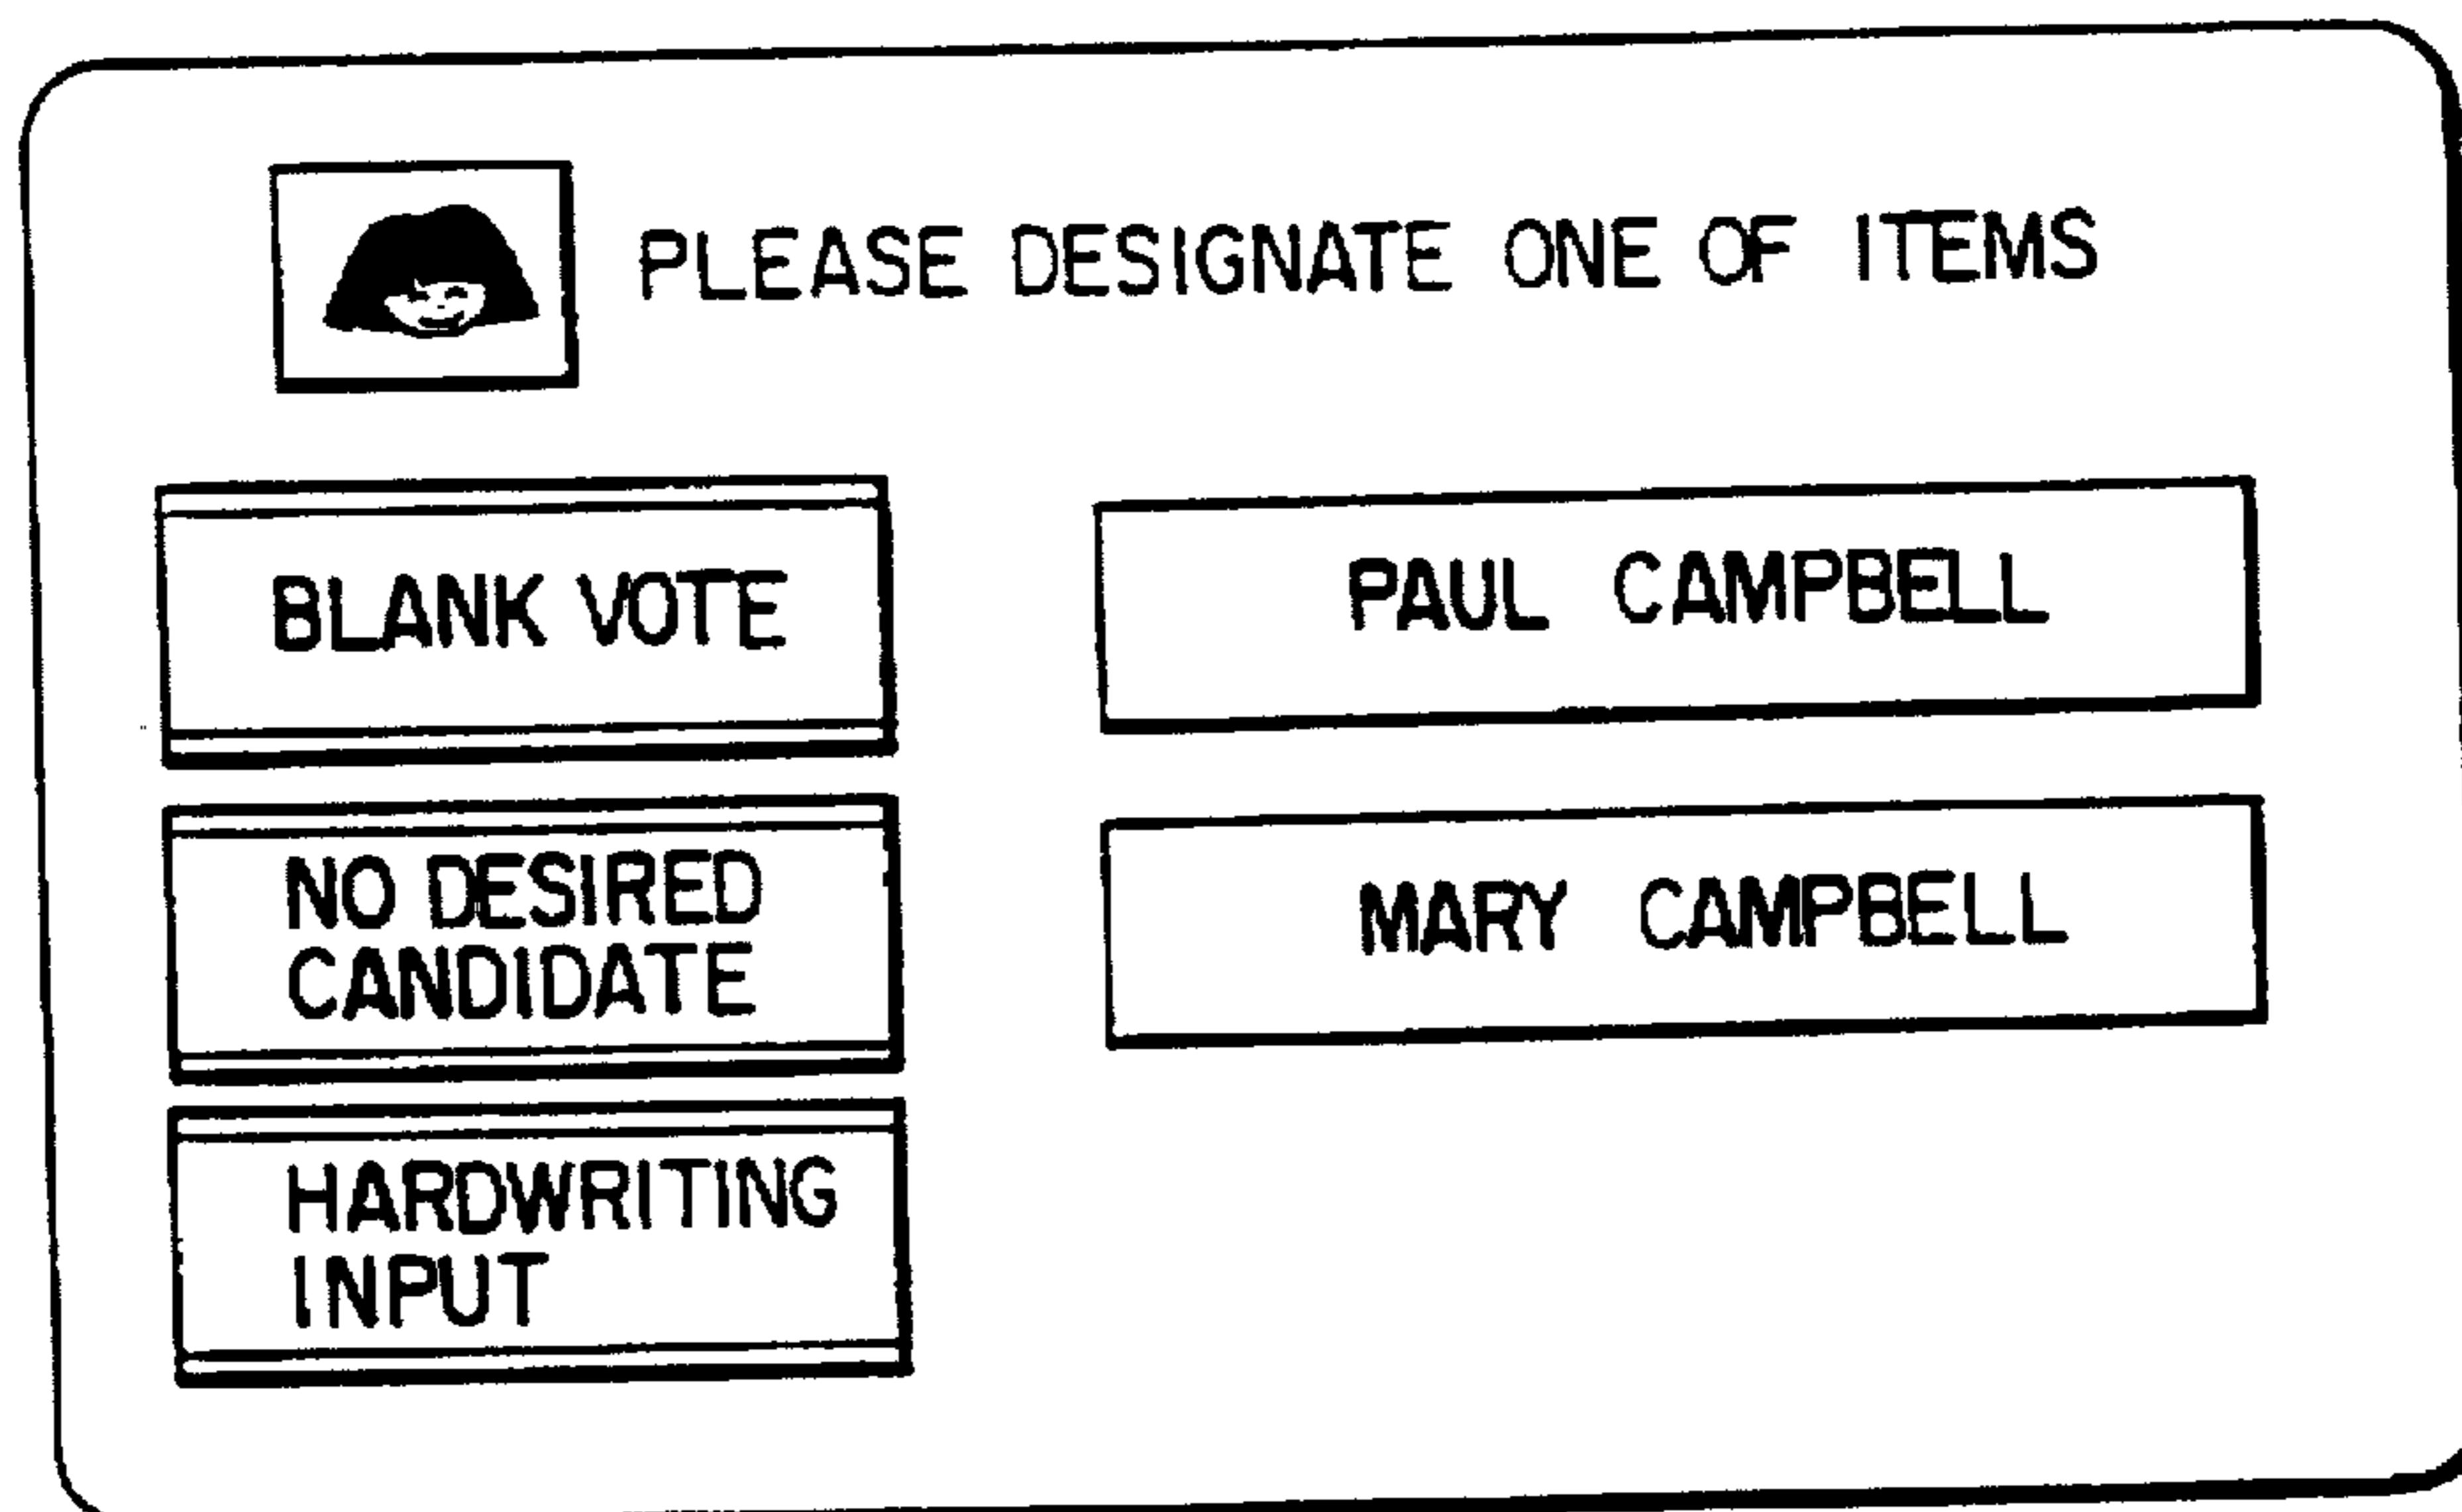 PLEASE DESIGNATE ONE OF ITEMS
BLANK VOTE
NO DESIRED
CANDIDATE
HARDWRITING
INPUT
PAUL CAMPBELL
MARY CAMPBELL